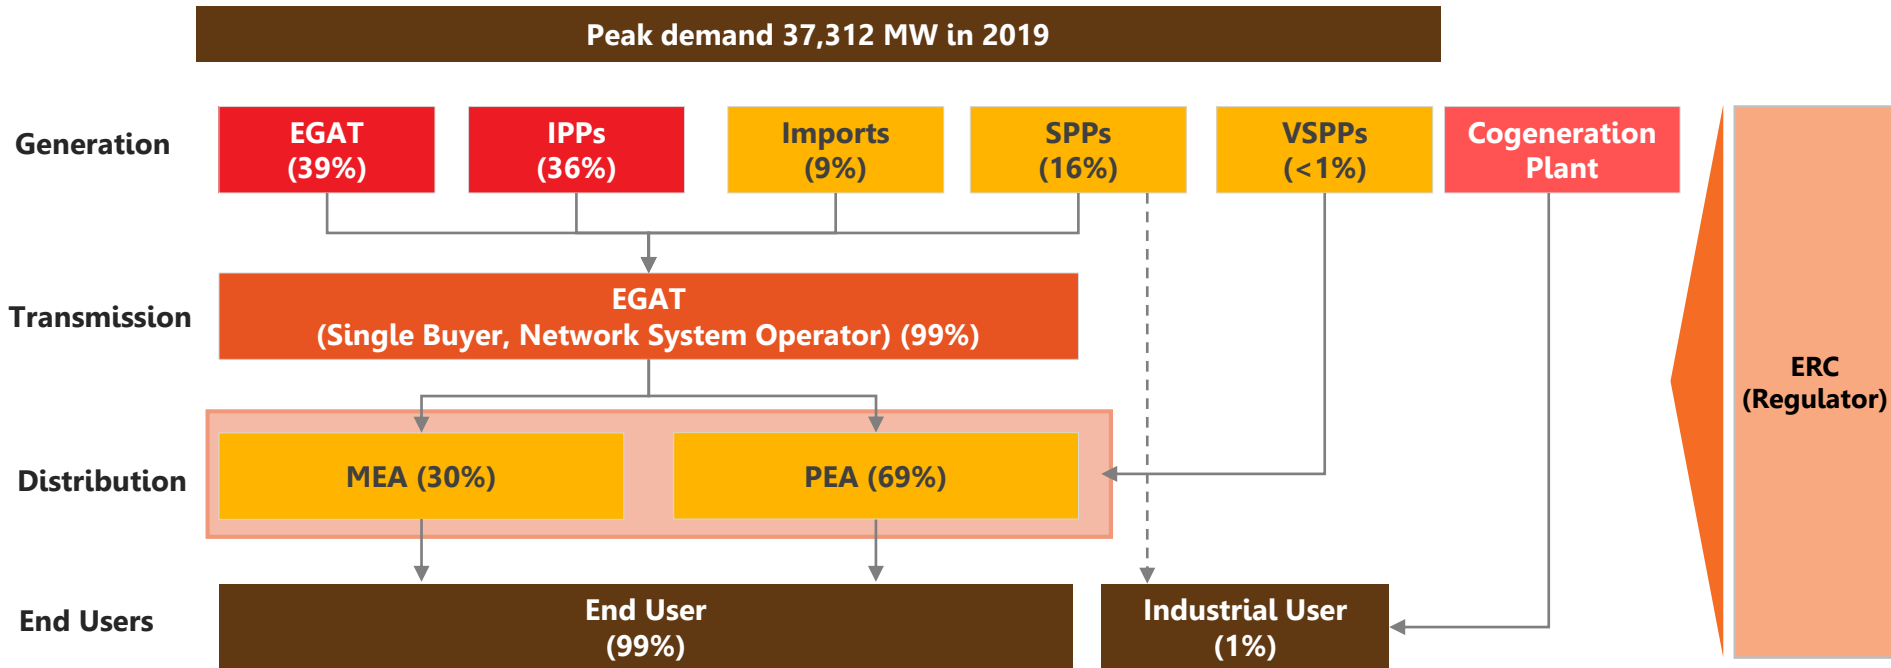 Peak demand 37,312 MW in 2019
Generation
EGAT
(39%)
IPPs
(36%)
Imports
(9%)
SPPs
(16%)
VSPPs
(<1%)
Cogeneration
Plant
Transmission
EGAT
(Single Buyer, Network System Operator) (99%)
ERC
(Regulator)
Distribution
MEA (30%)
PEA (69%)
End Users
End User
(99%)
Industrial User
(1%)